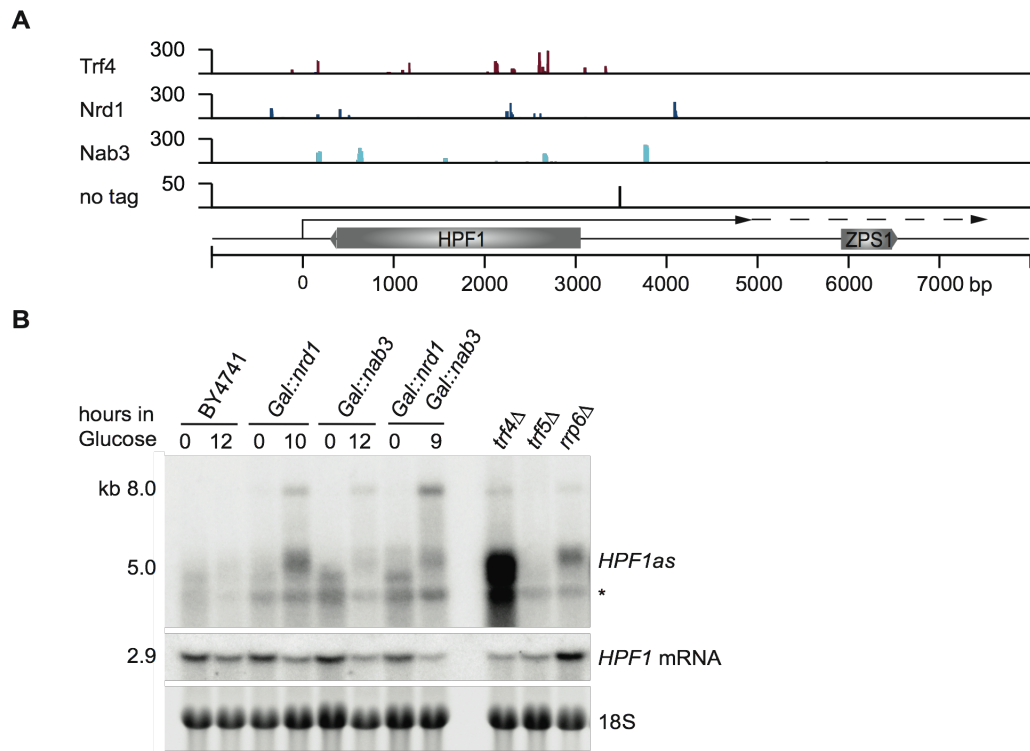 A
Trf4 300
Nrd1 300
Nab3 300
no tag 50
HPF1 ZPS1
0 1000 2000 3000 4000 5000 6000 7000 bp
B
BY4741 Gal::nrd1 Gal::nab3 Gal::nrd1 Gal::nab3 trf4Δ trf5Δ rrp6Δ
hours in
Glucose 0 12 0 10 0 12 0 9
kb 8.0
5.0 HPF1as
*
2.9 HPF1 mRNA
18S